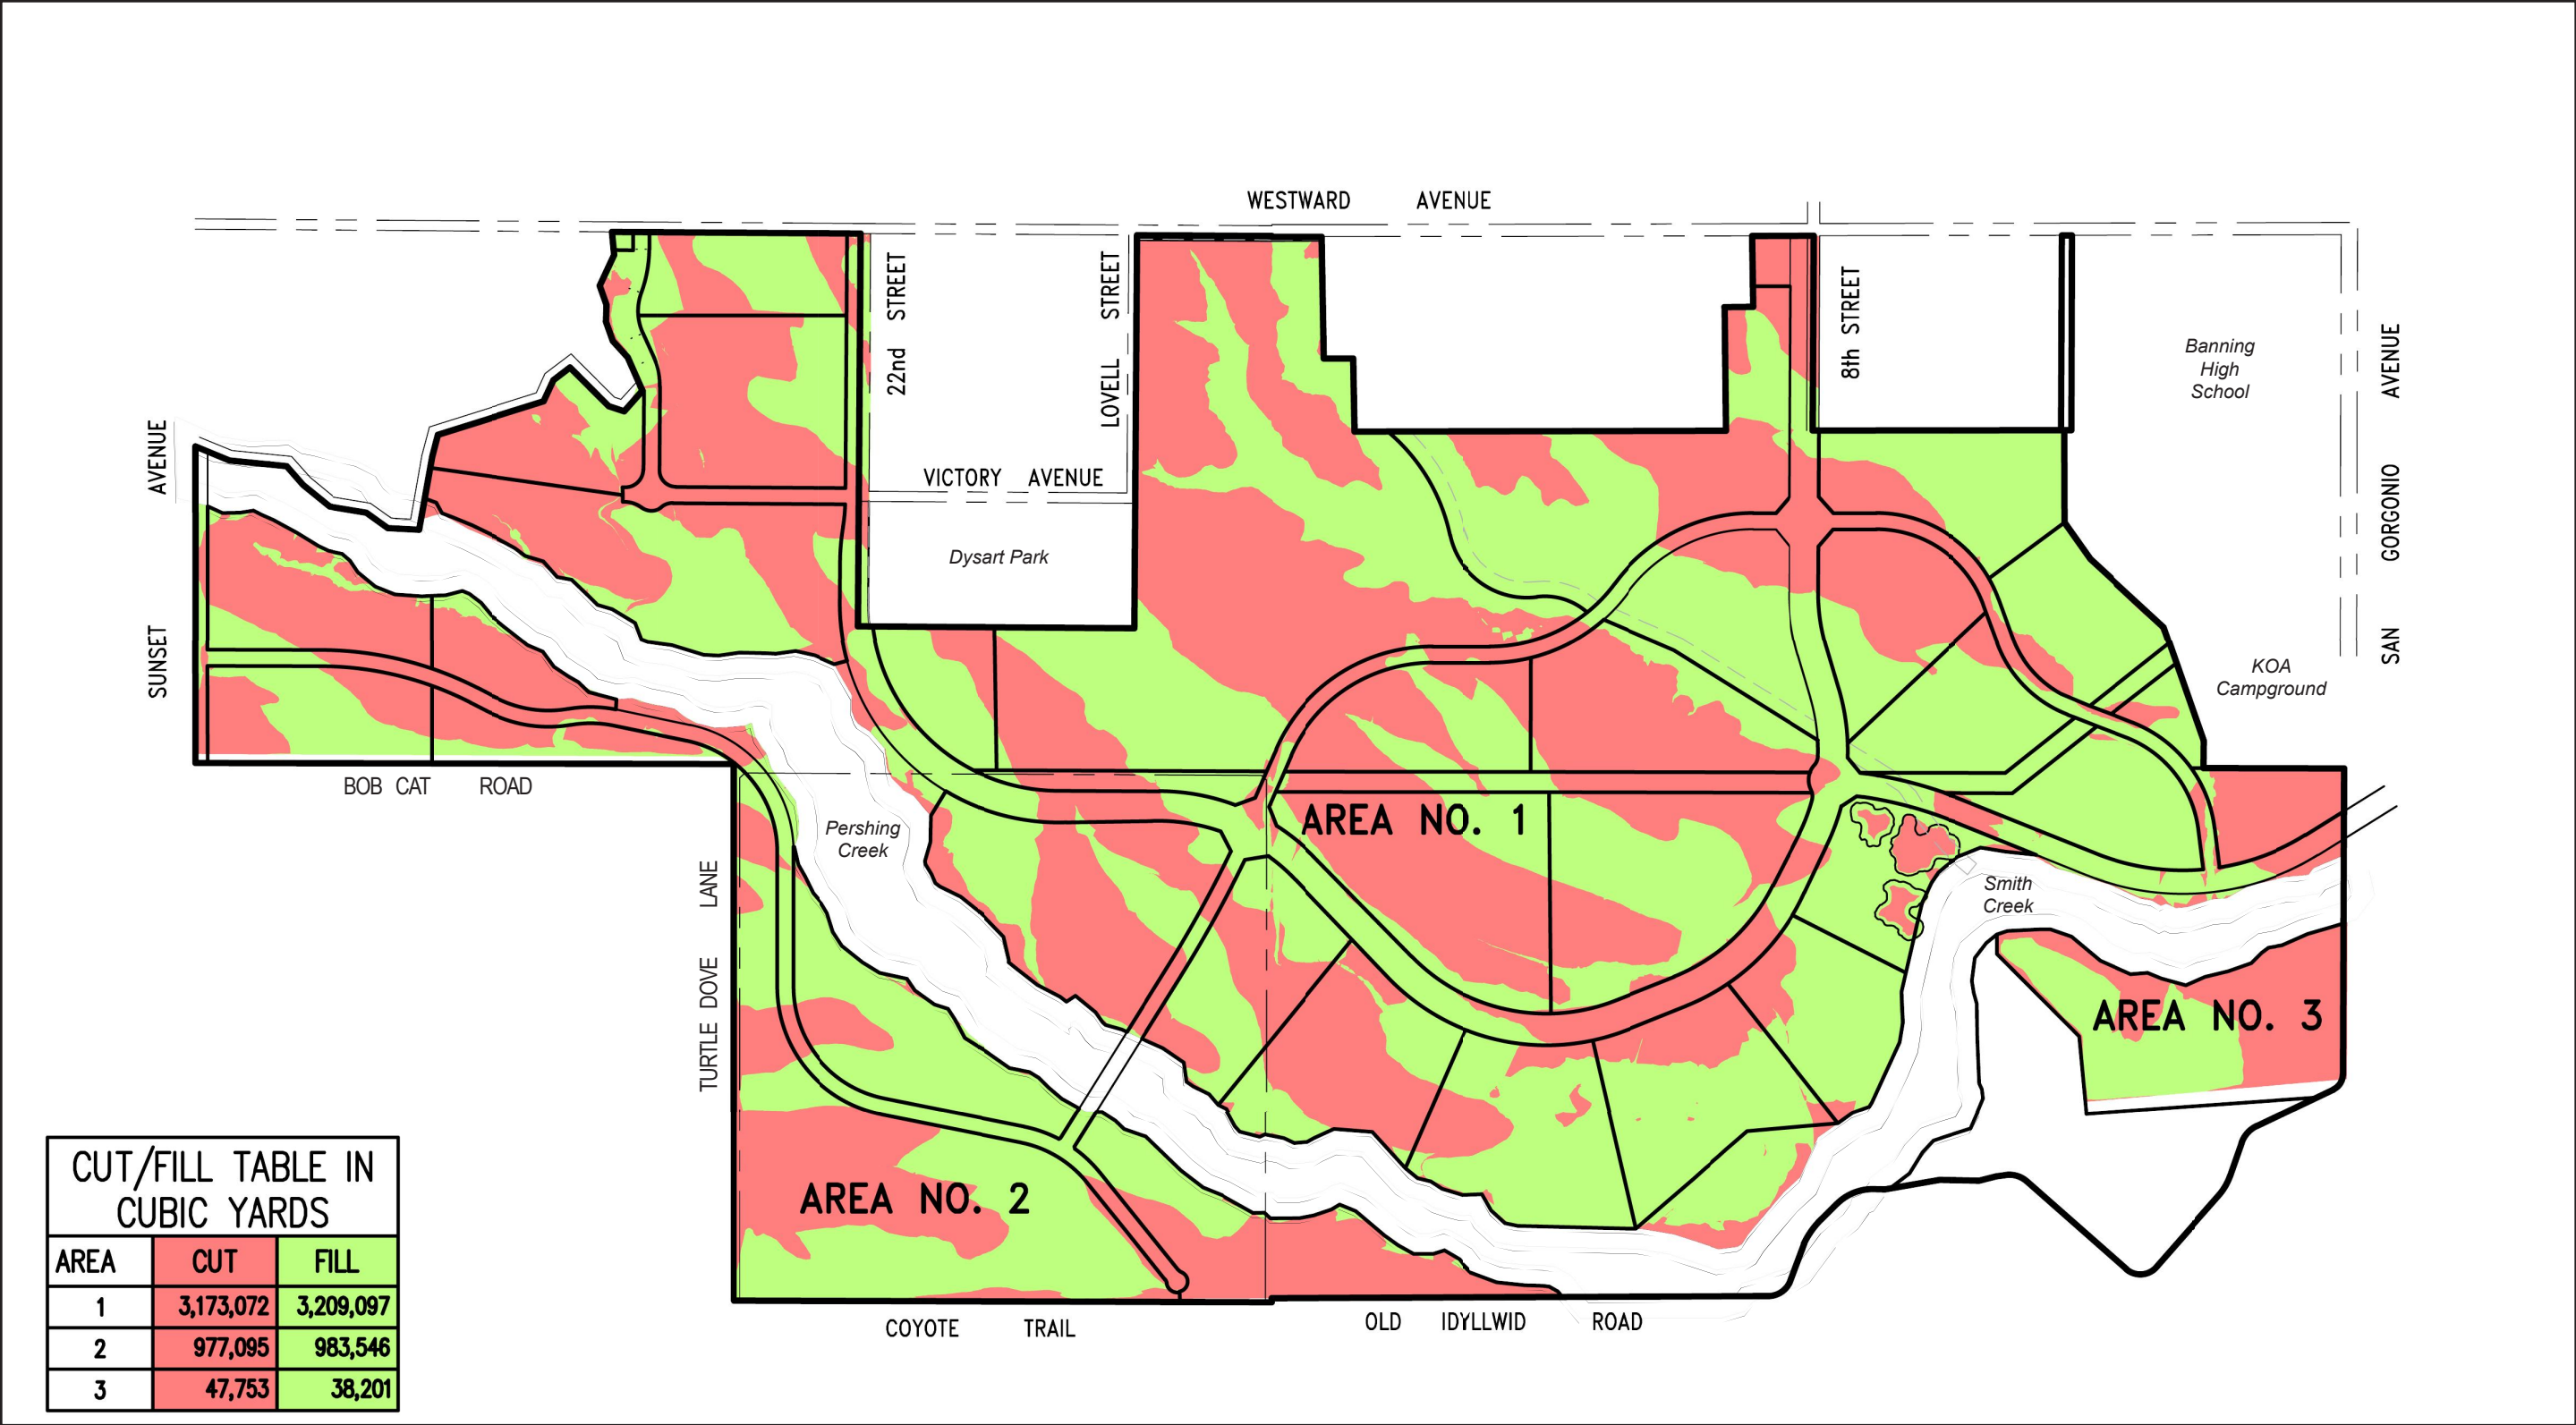 WESTWARD AVENUE
22nd STREET
LOVELL STREET
8th STREET
Banning
High
School
SAN GORGONIO AVENUE
VICTORY AVENUE
Dysart Park
SUNSET AVENUE
KOA
Campground
BOB CAT ROAD
Pershing
Creek
AREA NO. 1
Smith
Creek
TURTLE DOVE LANE
AREA NO. 3
AREA NO. 2
COYOTE TRAIL
OLD IDYLLWID ROAD
CUT/FILL TABLE IN
CUBIC YARDS
AREA CUT FILL
1 3,173,072 3,209,097
2 977,095 983,546
3 47,753 38,201